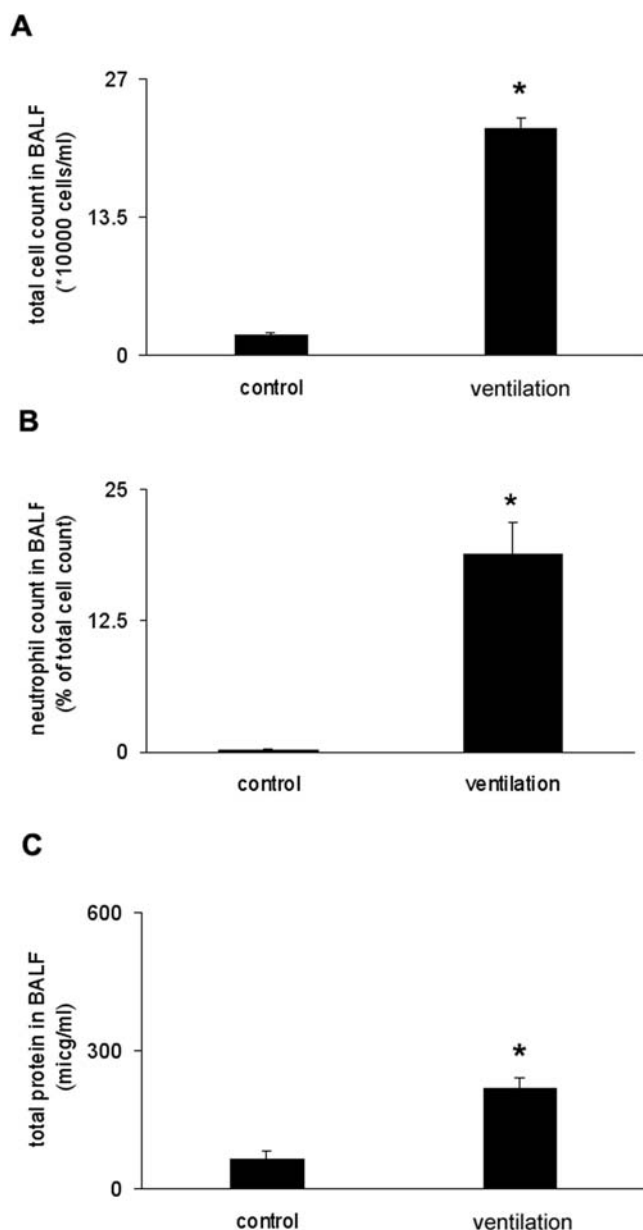 A
total cell count in BALF
(*10000 cells/ml)
27
13.5
0
*
control
ventilation
B
neutrophil count in BALF
(% of total cell count)
25
12.5
0
*
control
ventilation
C
total protein in BALF
(micg/ml)
600
300
0
*
control
ventilation